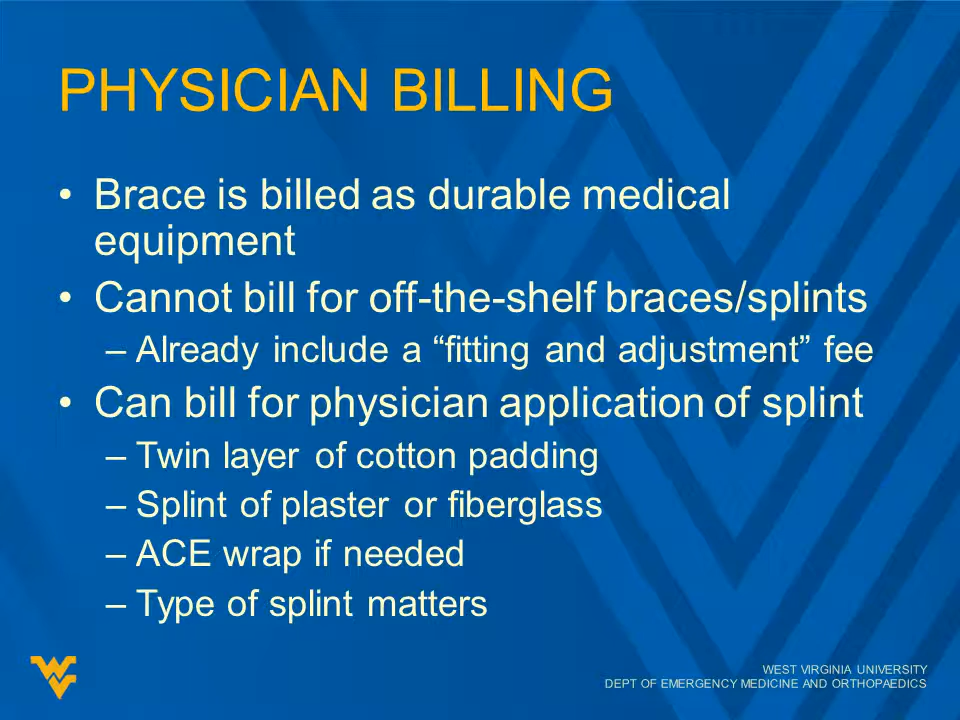 PHYSICIAN BILLING
• Brace is billed as durable medical
equipment
• Cannot bill for off-the-shelf braces/splints
– Already include a “fitting and adjustment” fee
• Can bill for physician application of splint
– Twin layer of cotton padding
– Splint of plaster or fiberglass
– ACE wrap if needed
– Type of splint matters
WEST VIRGINIA UNIVERSITY
DEPT OF EMERGENCY MEDICINE AND ORTHOPAEDICS